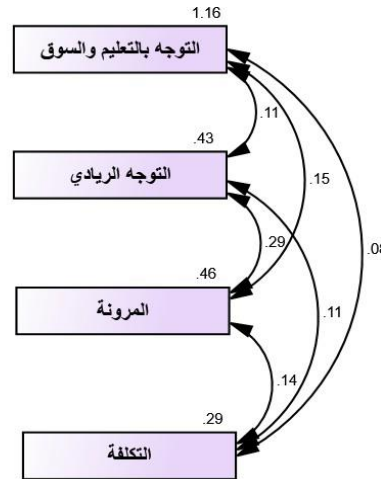 1.16
التوجه بالتعليم والسوق
.11
.43
التوجه الريادي
.15
.08
.29
.46
المرونة
.11
.14
.29
التكلفة